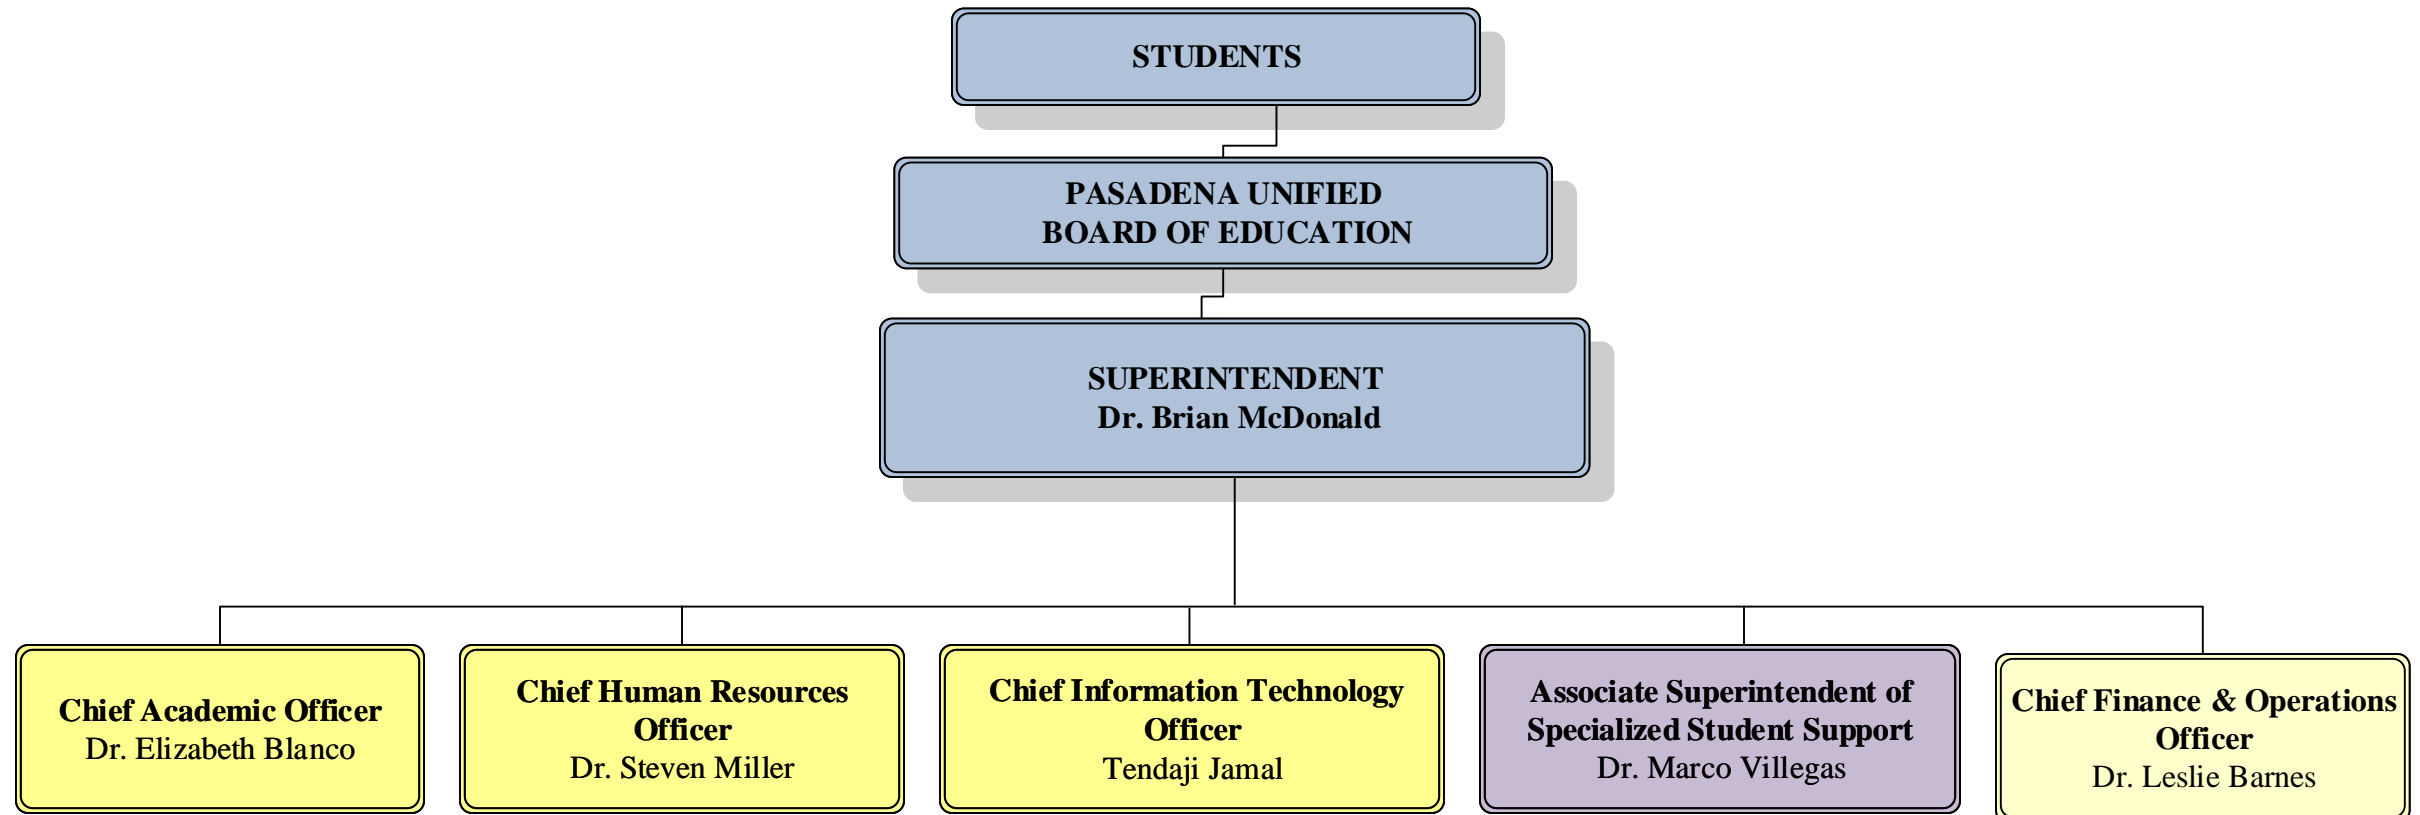 STUDENTS
PASADENA UNIFIED
BOARD OF EDUCATION
SUPERINTENDENT
Dr. Brian McDonald
Chief Academic Officer
Dr. Elizabeth Blanco
Chief Human Resources
Officer
Dr. Steven Miller
Chief Information Technology
Officer
Tendaji Jamal
Associate Superintendent of
Specialized Student Support
Dr. Marco Villegas
Chief Finance & Operations
Officer
Dr. Leslie Barnes